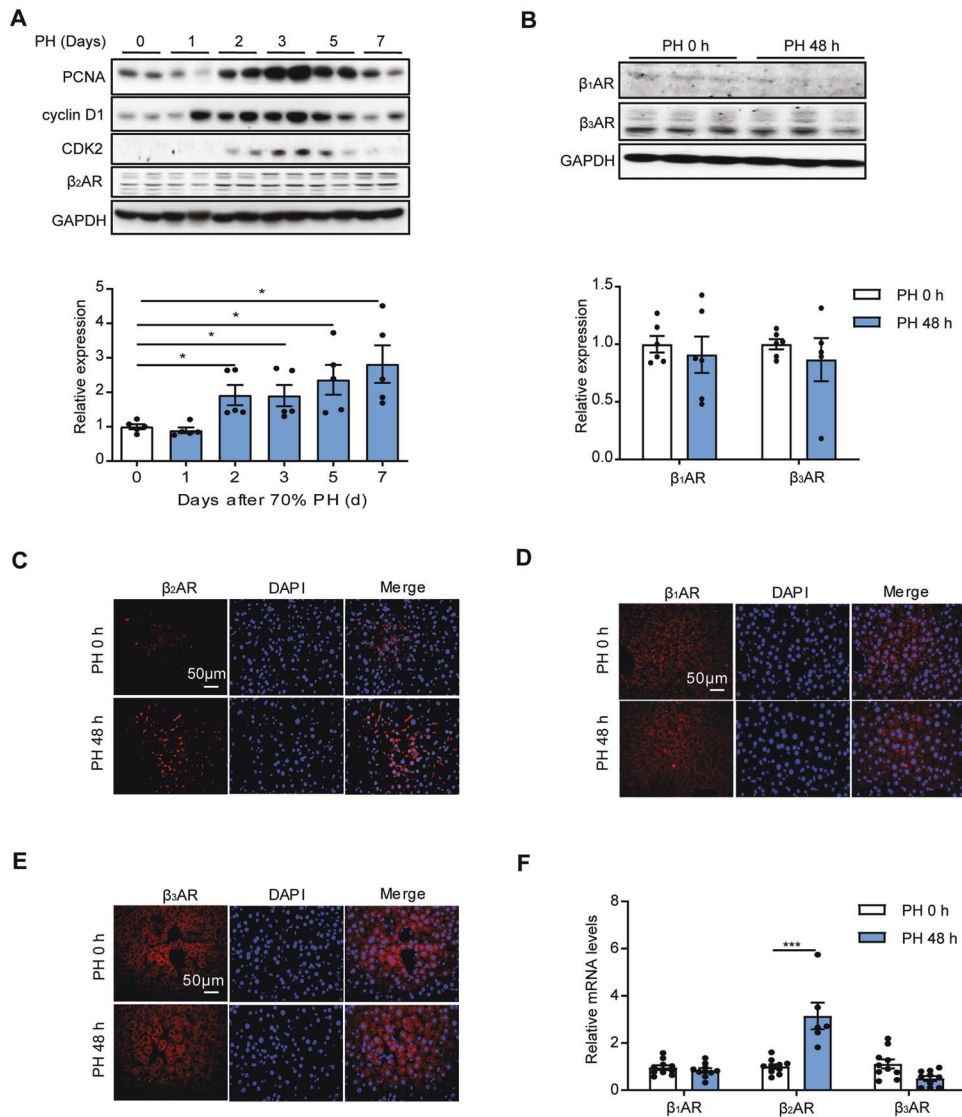 A
PH (Days) 0 1 2 3 5 7
PCNA
cyclin D1
CDK2
β₂AR
GAPDH
Relative expression
5
4
3
2
1
0
*
*
*
*
0 1 2 3 5 7
Days after 70% PH (d)
B
PH 0 h PH 48 h
β₁AR
β₃AR
GAPDH
Relative expression
1.5
1.0
0.5
0.0
β₁AR β₃AR
PH 0 h
PH 48 h
C
β₂AR DAPI Merge
PH 0 h
50μm
PH 48 h
D
β₁AR DAPI Merge
PH 0 h
50μm
PH 48 h
E
β₃AR DAPI Merge
PH 0 h
50μm
PH 48 h
F
Relative mRNA levels
8
6
4
2
0
***
β₁AR β₂AR β₃AR
PH 0 h
PH 48 h